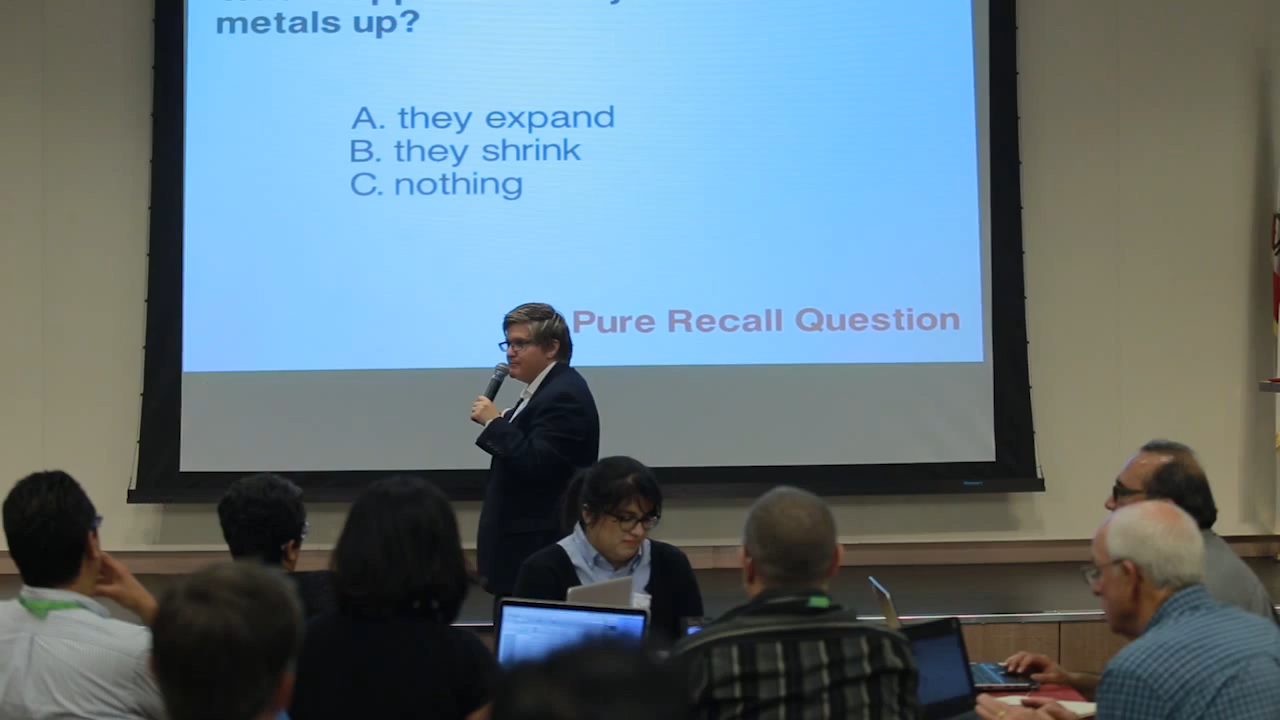 metals up?
A. they expand
B. they shrink
C. nothing
Pure Recall Question